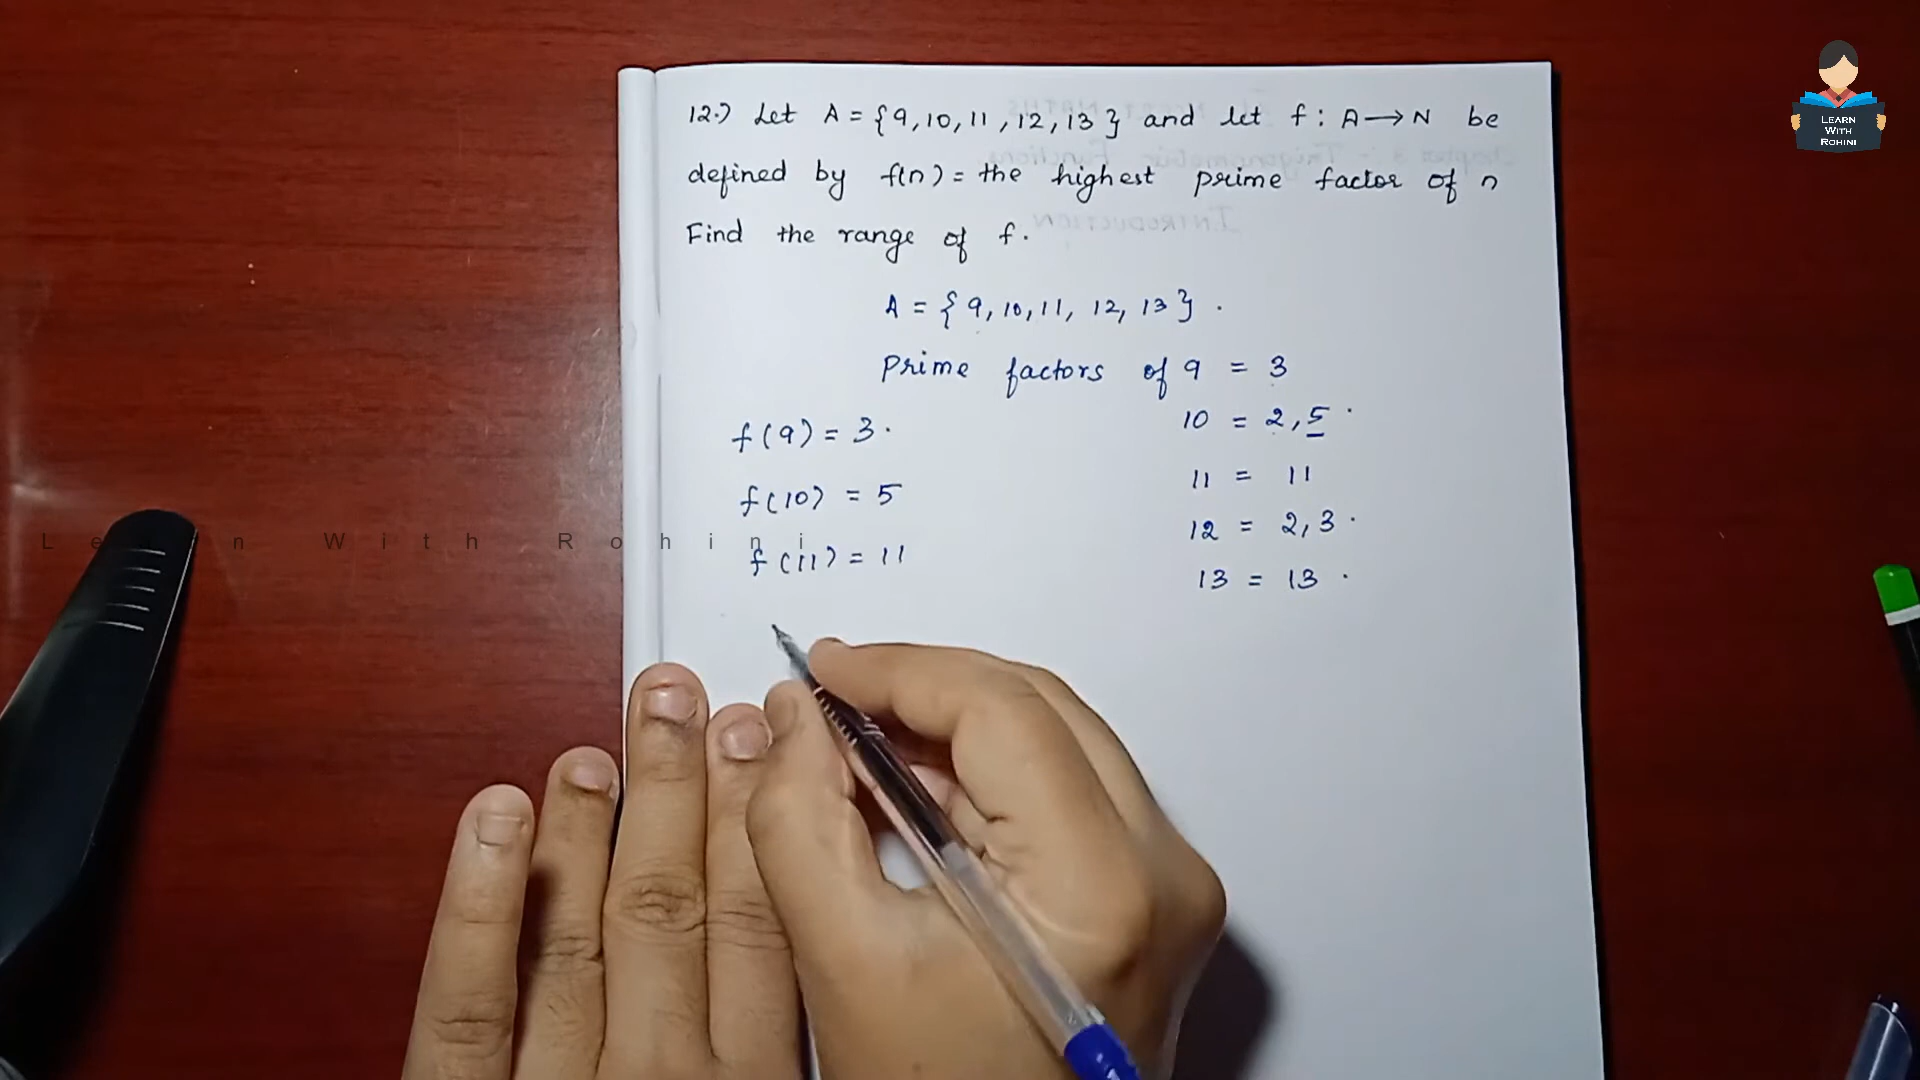 12.) Let A = {9, 10, 11, 12, 13} and let f : A → N be
defined by f(n) = the highest prime factor of n
Find the range of f.
A = {9, 10, 11, 12, 13}.
Prime factors of 9 = 3
10 = 2, 5.
11 = 11
12 = 2, 3.
13 = 13.
f(9) = 3.
f(10) = 5
f(11) = 11
Learn With Rohini
LEARN
WITH
ROHINI